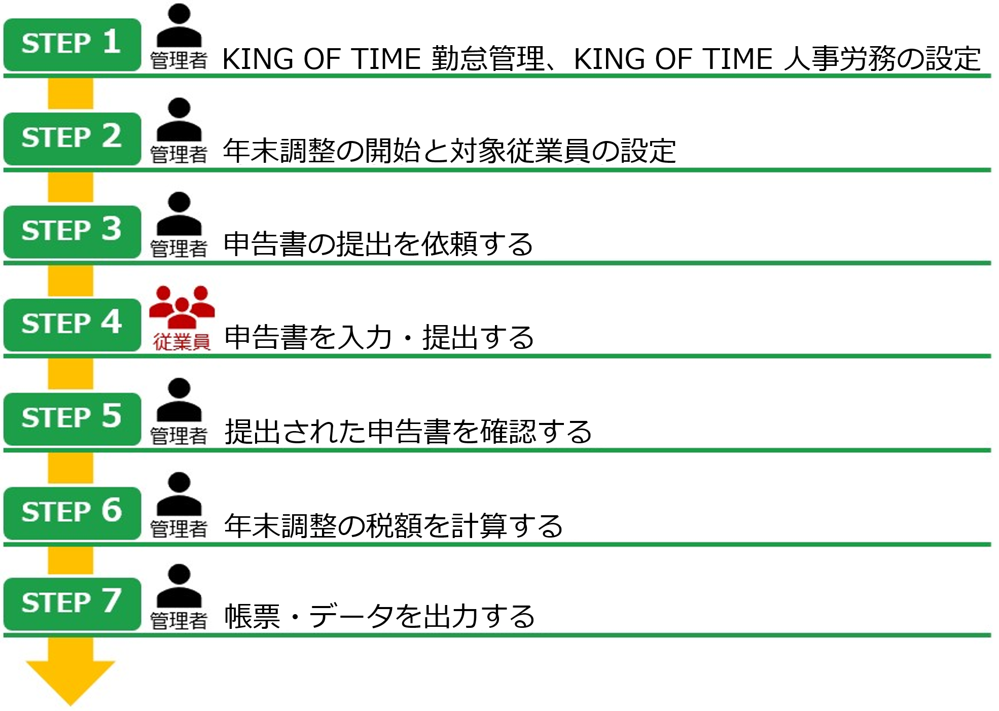 STEP 1
管理者
KING OF TIME 勤怠管理、KING OF TIME 人事労務の設定
STEP 2
管理者
年末調整の開始と対象従業員の設定
STEP 3
管理者
申告書の提出を依頼する
STEP 4
従業員
申告書を入力・提出する
STEP 5
管理者
提出された申告書を確認する
STEP 6
管理者
年末調整の税額を計算する
STEP 7
管理者
帳票・データを出力する